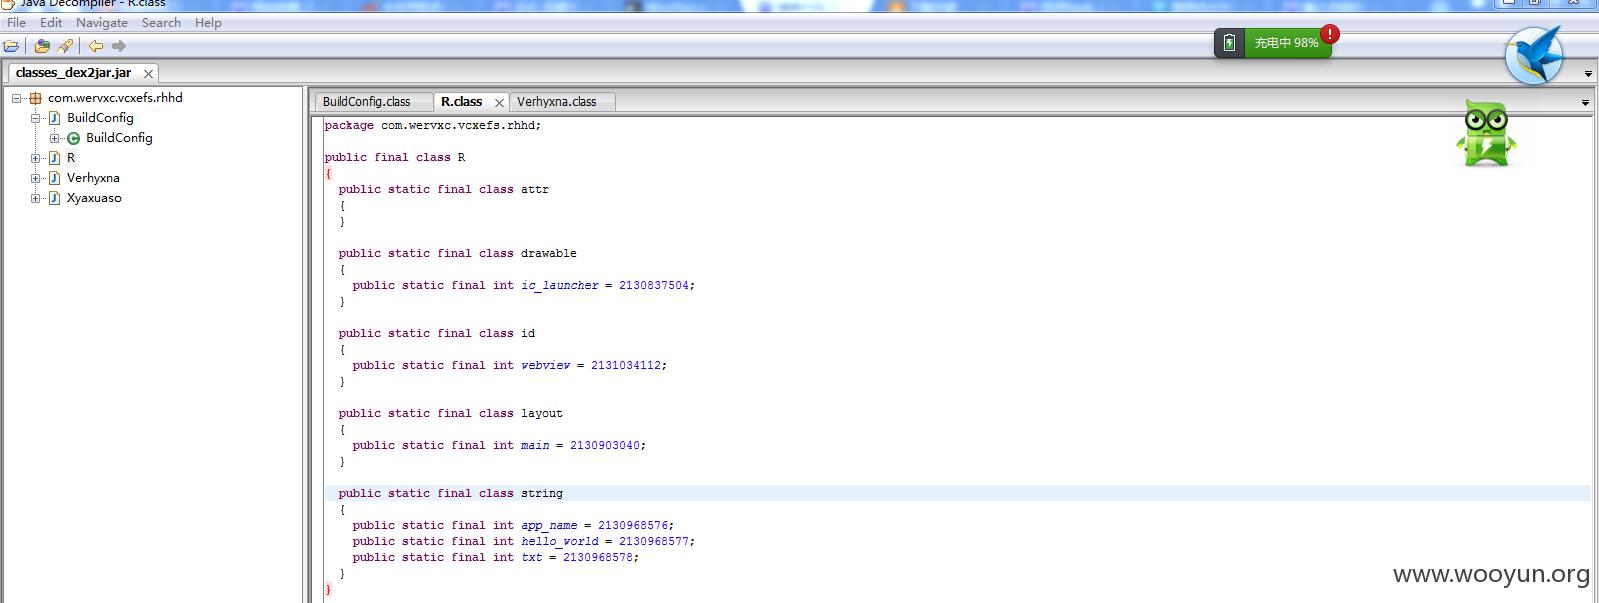 Java Decompiler - R.class
File Edit Navigate Search Help
充电中 98%
!
classes_dex2jar.jar
com.wervxc.vcxefs.rhhd
BuildConfig
BuildConfig
R
Verhyxna
Xyaxuaso
BuildConfig.class R.class Verhyxna.class
package com.wervxc.vcxefs.rhhd;
public final class R
{
public static final class attr
{
}
public static final class drawable
{
public static final int ic_launcher = 2130837504;
}
public static final class id
{
public static final int webview = 2131034112;
}
public static final class layout
{
public static final int main = 2130903040;
}
public static final class string
{
public static final int app_name = 2130968576;
public static final int hello_world = 2130968577;
public static final int txt = 2130968578;
}
}
www.wooyun.org